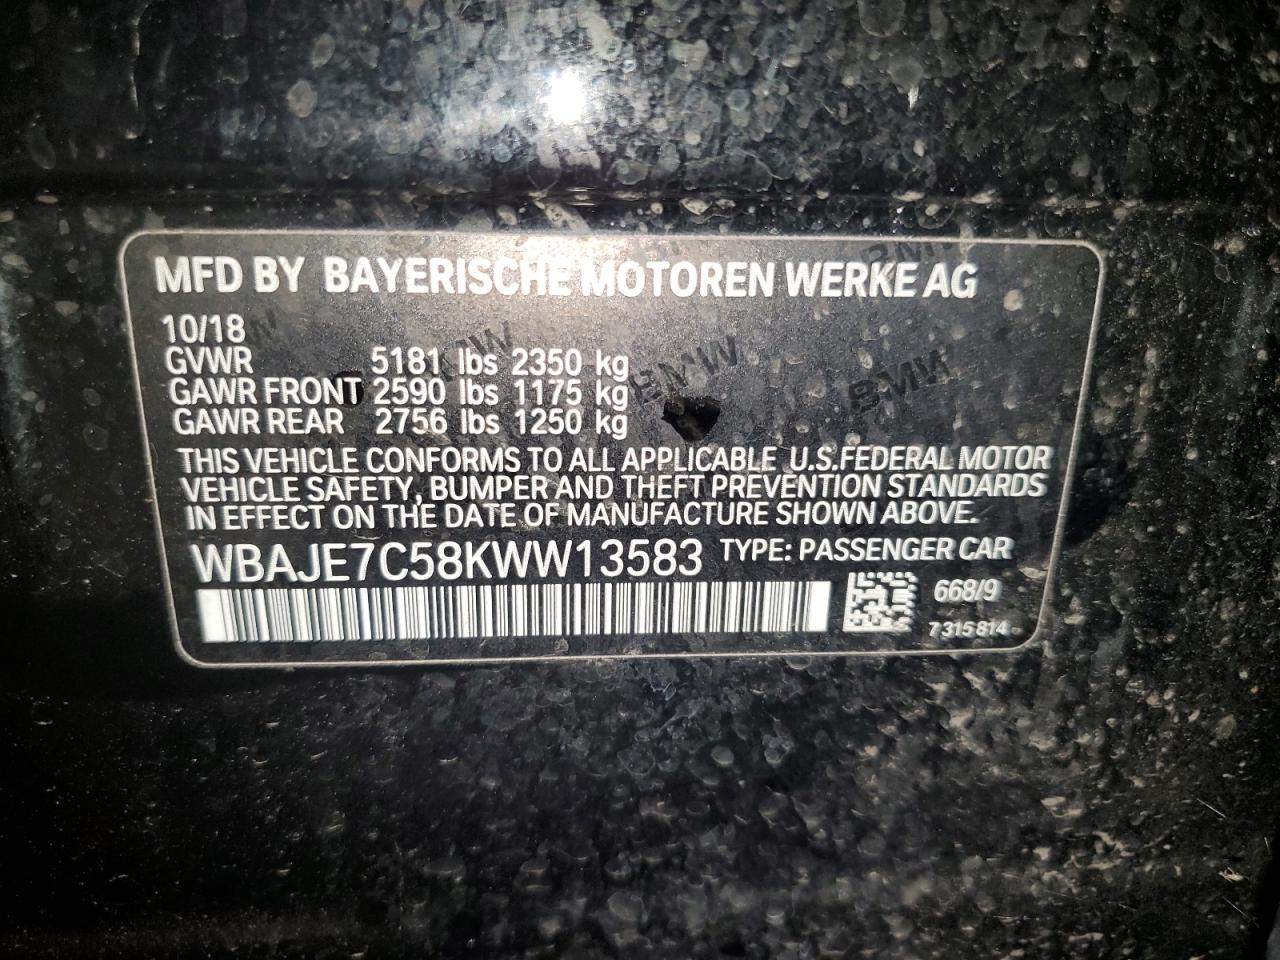 MFD BY BAYERISCHE MOTOREN WERKE AG
10/18
GVWR 5181 lbs 2350 kg
GAWR FRONT 2590 lbs 1175 kg
GAWR REAR 2756 lbs 1250 kg
THIS VEHICLE CONFORMS TO ALL APPLICABLE U.S.FEDERAL MOTOR
VEHICLE SAFETY, BUMPER AND THEFT PREVENTION STANDARDS
IN EFFECT ON THE DATE OF MANUFACTURE SHOWN ABOVE.
WBAJE7C58KWW13583 TYPE: PASSENGER CAR
668/9
7 315 814
BMW
BMW
BMW